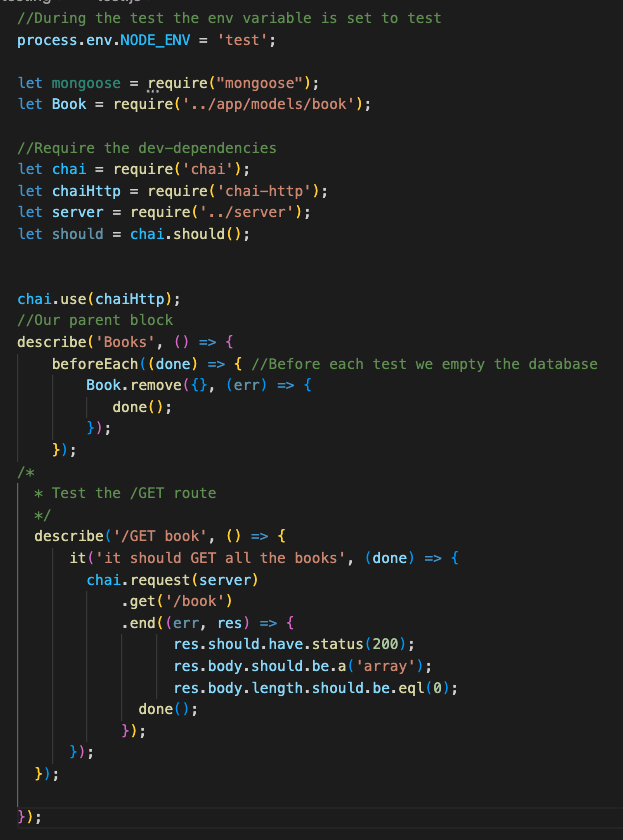 //During the test the env variable is set to test
process.env.NODE_ENV = 'test';
let mongoose = require("mongoose");
let Book = require('../app/models/book');
//Require the dev-dependencies
let chai = require('chai');
let chaiHttp = require('chai-http');
let server = require('../server');
let should = chai.should();
chai.use(chaiHttp);
//Our parent block
describe('Books', () => {
    beforeEach((done) => { //Before each test we empty the database
        Book.remove({}, (err) => {
           done();
        });
    });
/*
  * Test the /GET route
  */
  describe('/GET book', () => {
      it('it should GET all the books', (done) => {
        chai.request(server)
            .get('/book')
            .end((err, res) => {
                  res.should.have.status(200);
                  res.body.should.be.a('array');
                  res.body.length.should.be.eql(0);
              done();
            });
      });
  });
});